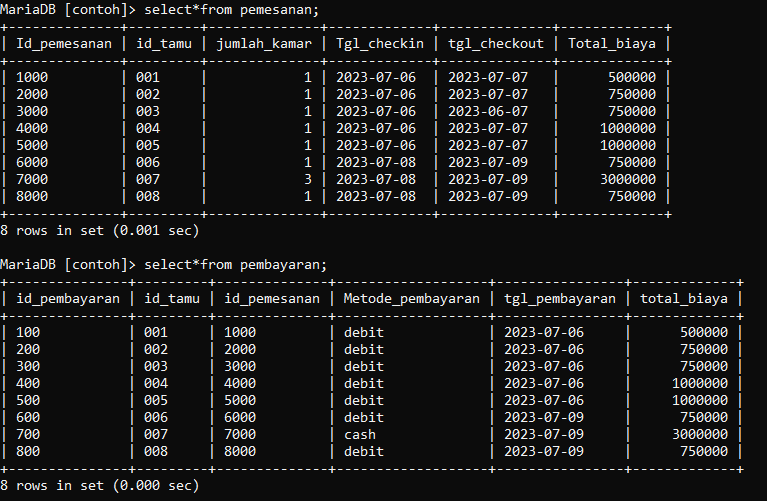 MariaDB [contoh]> select*from pemesanan;
+--------------+---------+--------------+------------+--------------+-------------+
| Id_pemesanan | id_tamu | jumlah_kamar | Tgl_checkin | tgl_checkout | Total_biaya |
+--------------+---------+--------------+------------+--------------+-------------+
| 1000 | 001 | 1 | 2023-07-06 | 2023-07-07 | 500000 |
| 2000 | 002 | 1 | 2023-07-06 | 2023-07-07 | 750000 |
| 3000 | 003 | 1 | 2023-07-06 | 2023-06-07 | 750000 |
| 4000 | 004 | 1 | 2023-07-06 | 2023-07-07 | 1000000 |
| 5000 | 005 | 1 | 2023-07-06 | 2023-07-07 | 1000000 |
| 6000 | 006 | 1 | 2023-07-08 | 2023-07-09 | 750000 |
| 7000 | 007 | 3 | 2023-07-08 | 2023-07-09 | 3000000 |
| 8000 | 008 | 1 | 2023-07-08 | 2023-07-09 | 750000 |
+--------------+---------+--------------+------------+--------------+-------------+
8 rows in set (0.001 sec)
MariaDB [contoh]> select*from pembayaran;
+---------------+---------+--------------+-------------------+----------------+-------------+
| id_pembayaran | id_tamu | id_pemesanan | Metode_pembayaran | tgl_pembayaran | total_biaya |
+---------------+---------+--------------+-------------------+----------------+-------------+
| 100 | 001 | 1000 | debit | 2023-07-06 | 500000 |
| 200 | 002 | 2000 | debit | 2023-07-06 | 750000 |
| 300 | 003 | 3000 | debit | 2023-07-06 | 750000 |
| 400 | 004 | 4000 | debit | 2023-07-06 | 1000000 |
| 500 | 005 | 5000 | debit | 2023-07-06 | 1000000 |
| 600 | 006 | 6000 | debit | 2023-07-09 | 750000 |
| 700 | 007 | 7000 | cash | 2023-07-09 | 3000000 |
| 800 | 008 | 8000 | debit | 2023-07-09 | 750000 |
+---------------+---------+--------------+-------------------+----------------+-------------+
8 rows in set (0.000 sec)